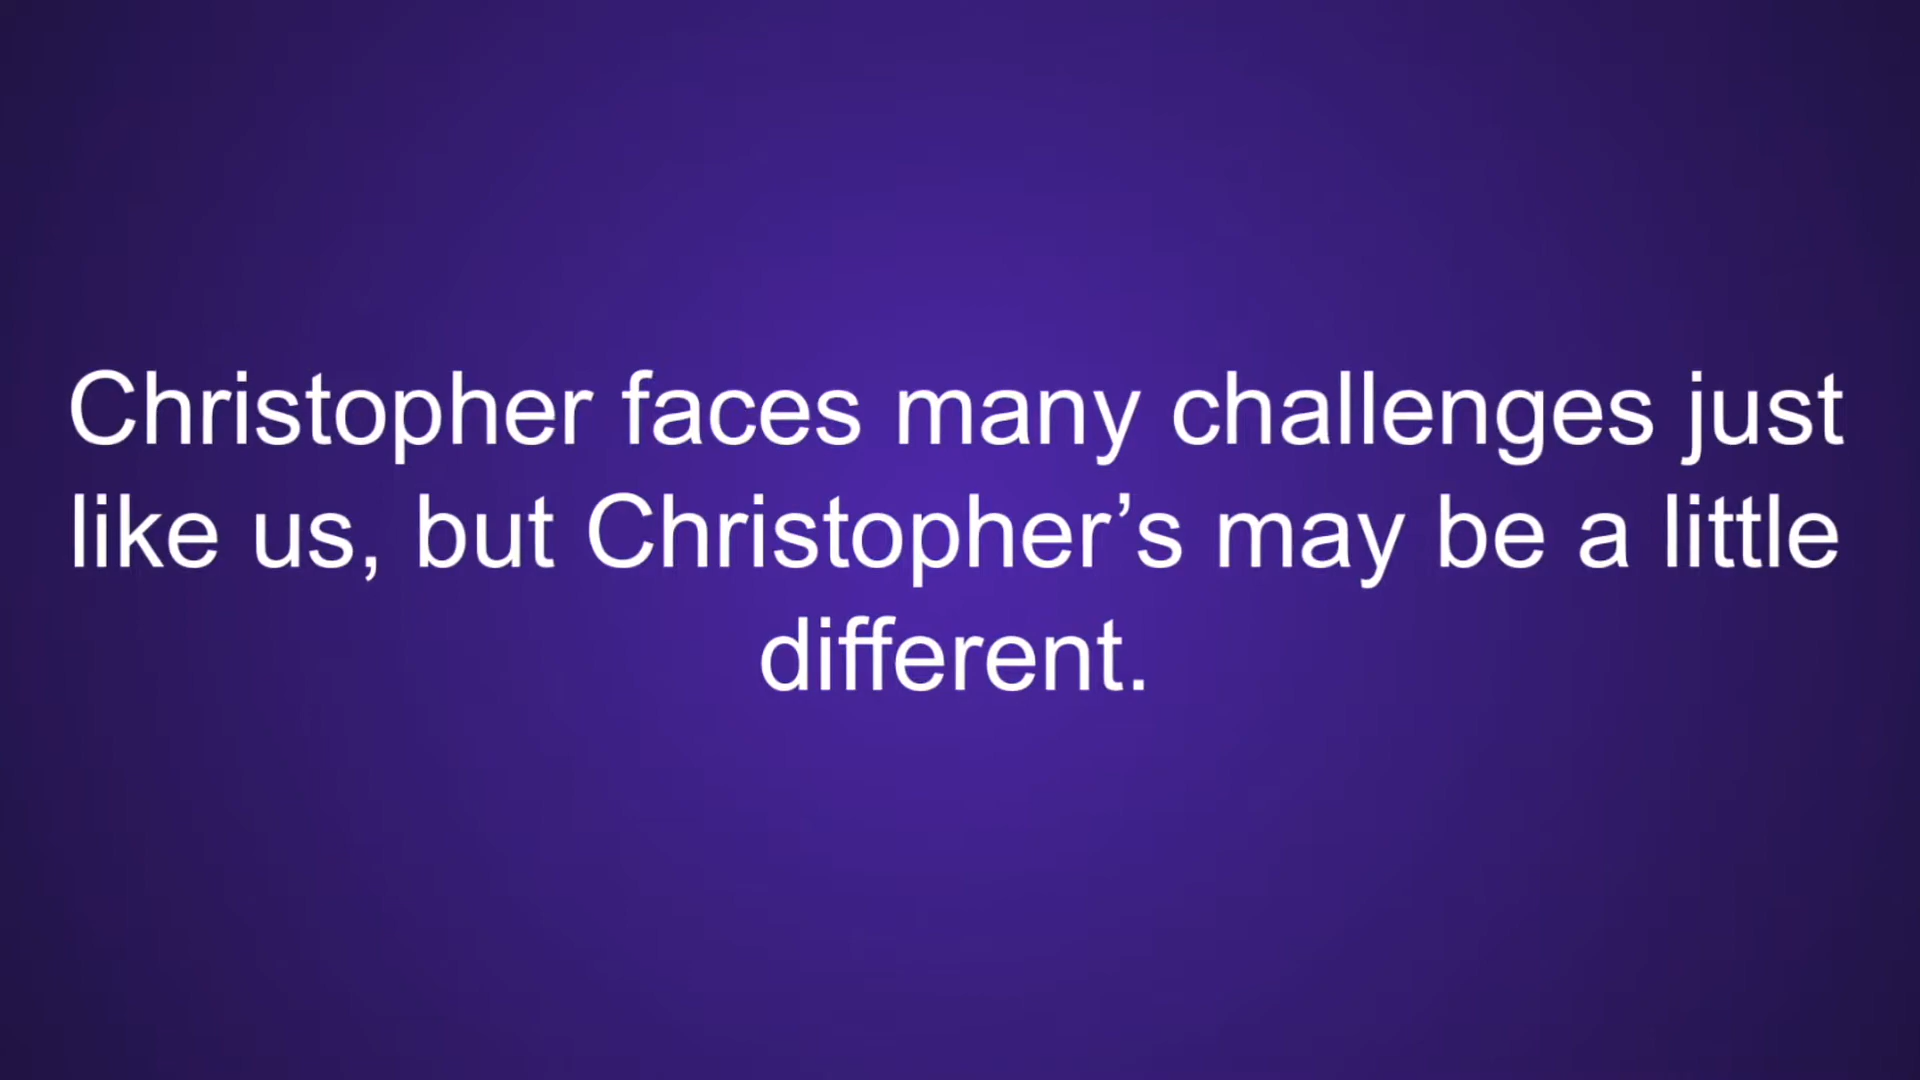 Christopher faces many challenges just
like us, but Christopher’s may be a little
different.